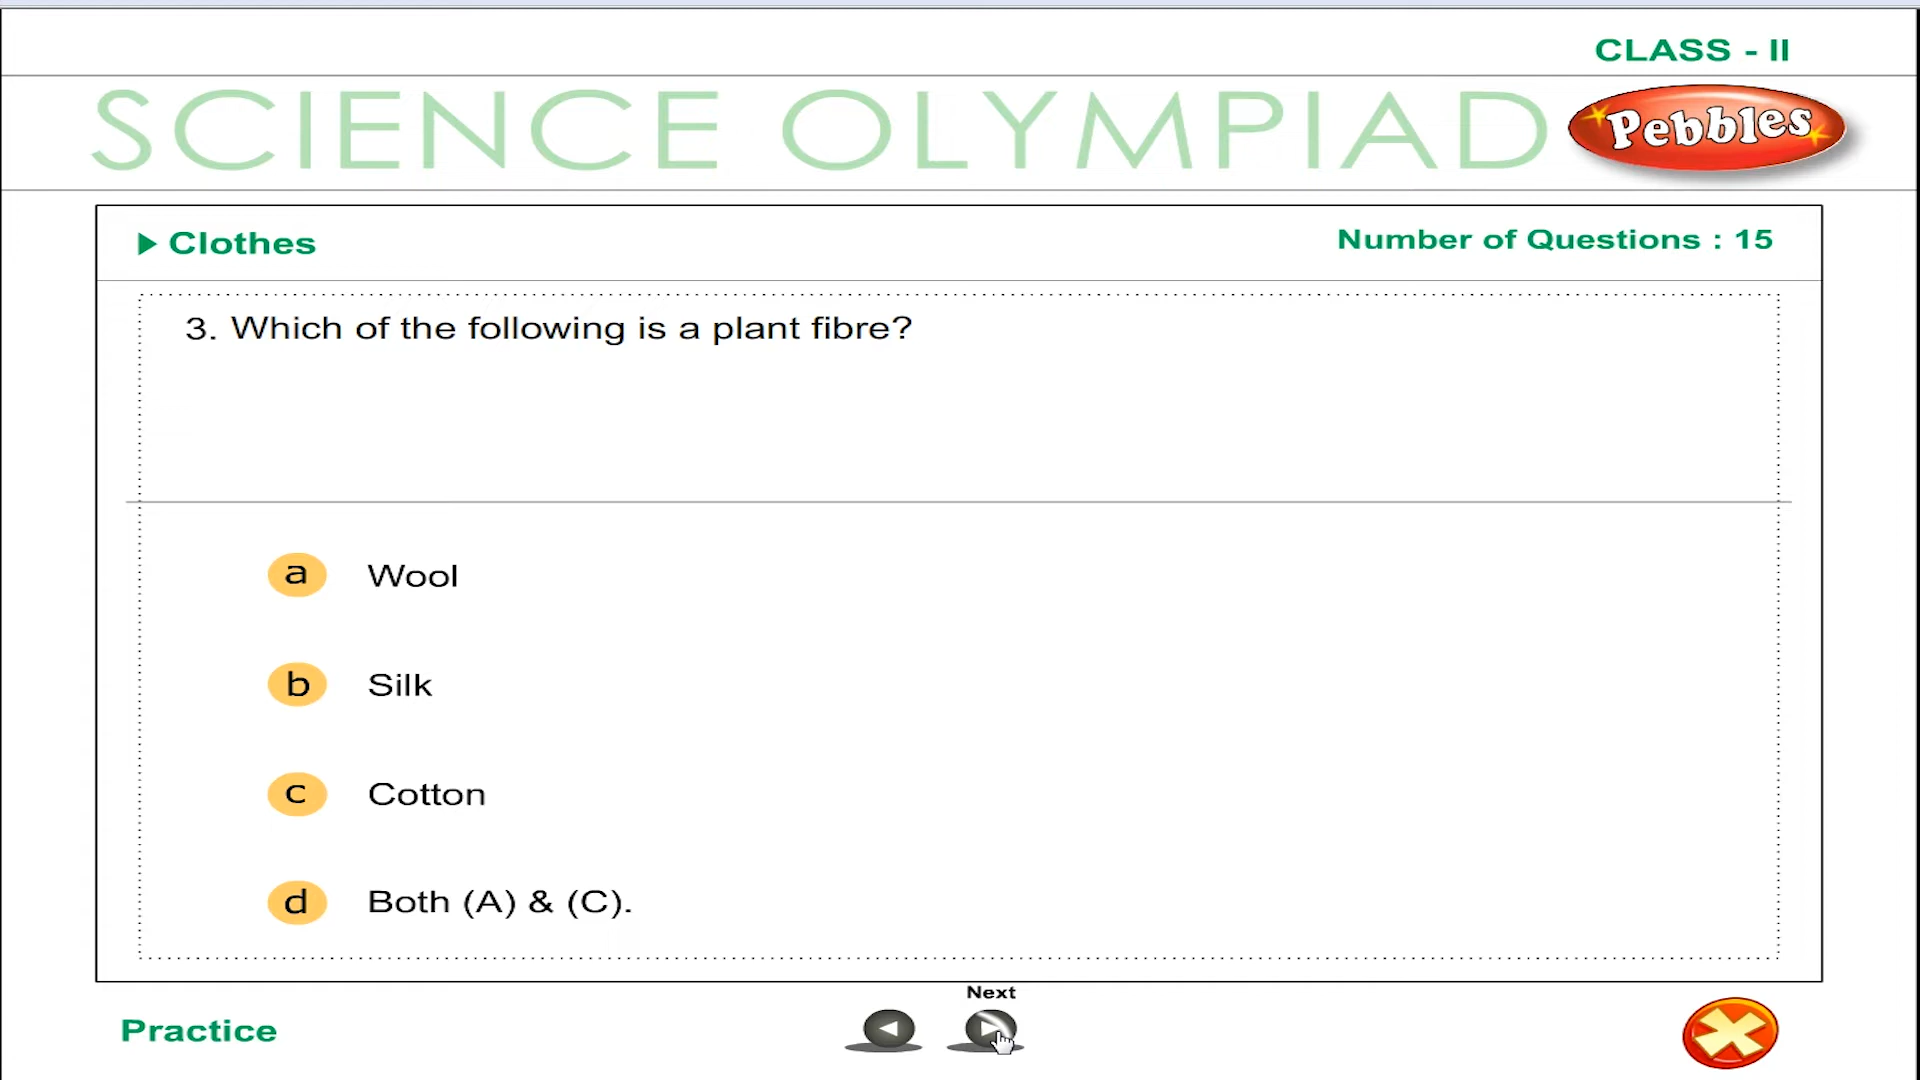 CLASS - II
SCIENCE OLYMPIAD
Pebbles
Clothes
Number of Questions : 15
3. Which of the following is a plant fibre?
a Wool
b Silk
c Cotton
d Both (A) & (C).
Next
Practice